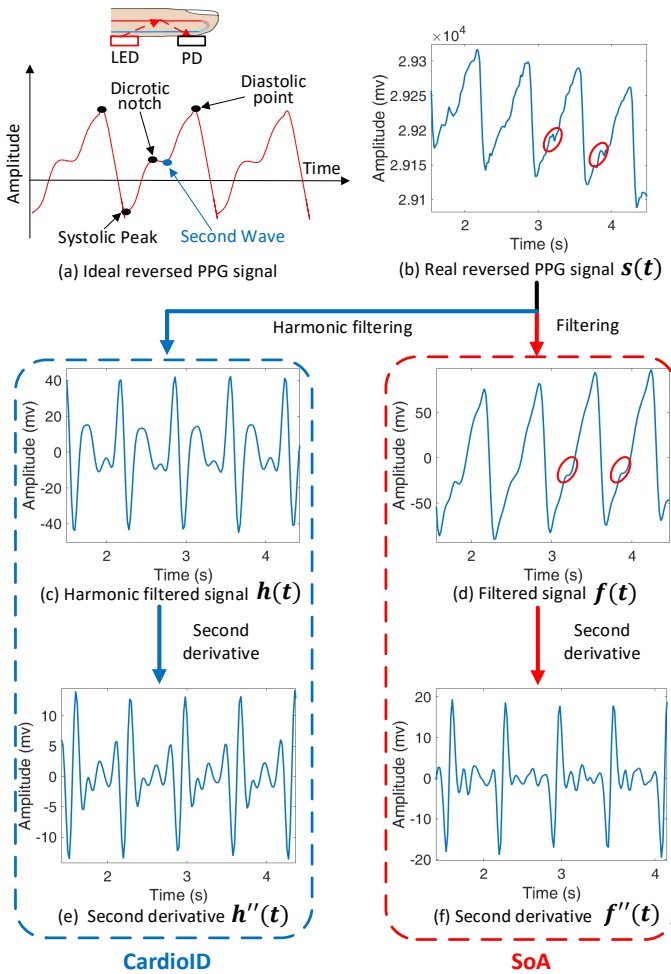 LED
PD
Dicrotic
notch
Diastolic
point
Amplitude
Time
Systolic Peak
Second Wave
(a) Ideal reversed PPG signal
×10⁴
2.93
2.925
2.92
2.915
2.91
Amplitude (mv)
2
3
4
Time (s)
(b) Real reversed PPG signal s(t)
Harmonic filtering
Filtering
40
20
0
-20
-40
Amplitude (mv)
2
3
4
Time (s)
(c) Harmonic filtered signal h(t)
50
0
-50
Amplitude (mv)
2
3
4
Time (s)
(d) Filtered signal f(t)
Second
derivative
Second
derivative
10
5
0
-5
-10
Amplitude (mv)
2
3
4
Time (s)
(e) Second derivative h''(t)
20
10
0
-10
-20
Amplitude (mv)
2
3
4
Time (s)
(f) Second derivative f''(t)
CardioID
SoA